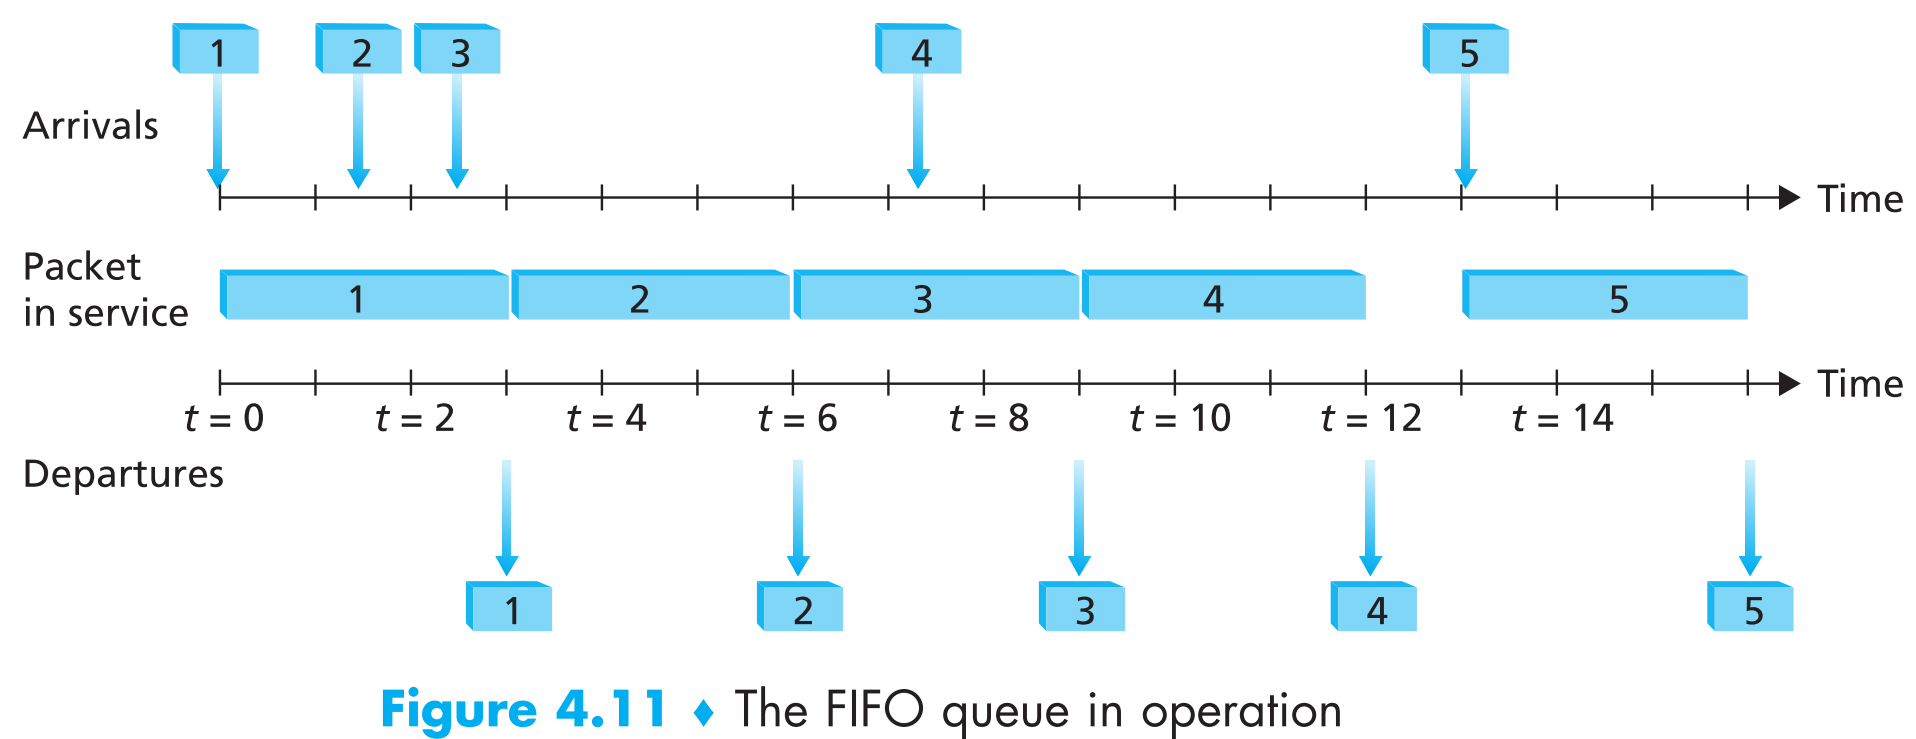 1 2 3 4 5
Arrivals
Time
Packet
in service
1 2 3 4 5
Time
t = 0 t = 2 t = 4 t = 6 t = 8 t = 10 t = 12 t = 14
Departures
1 2 3 4 5
Figure 4.11 ♦ The FIFO queue in operation